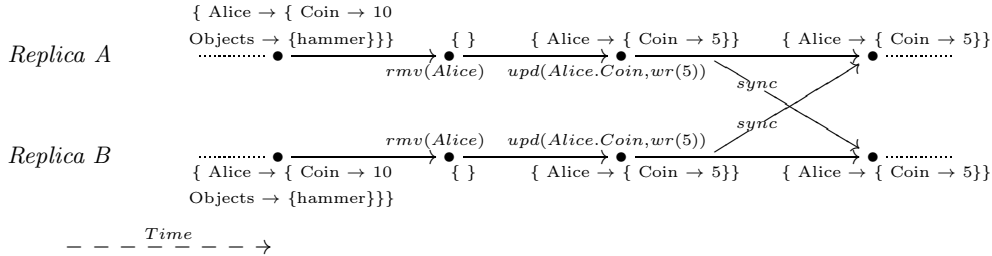 { Alice → { Coin → 10
Objects → {hammer}}} { } { Alice → { Coin → 5}} { Alice → { Coin → 5}}
Replica A
rmv(Alice) upd(Alice.Coin,wr(5))
sync
sync
rmv(Alice) upd(Alice.Coin,wr(5))
Replica B
{ Alice → { Coin → 10 { } { Alice → { Coin → 5}} { Alice → { Coin → 5}}
Objects → {hammer}}}
Time